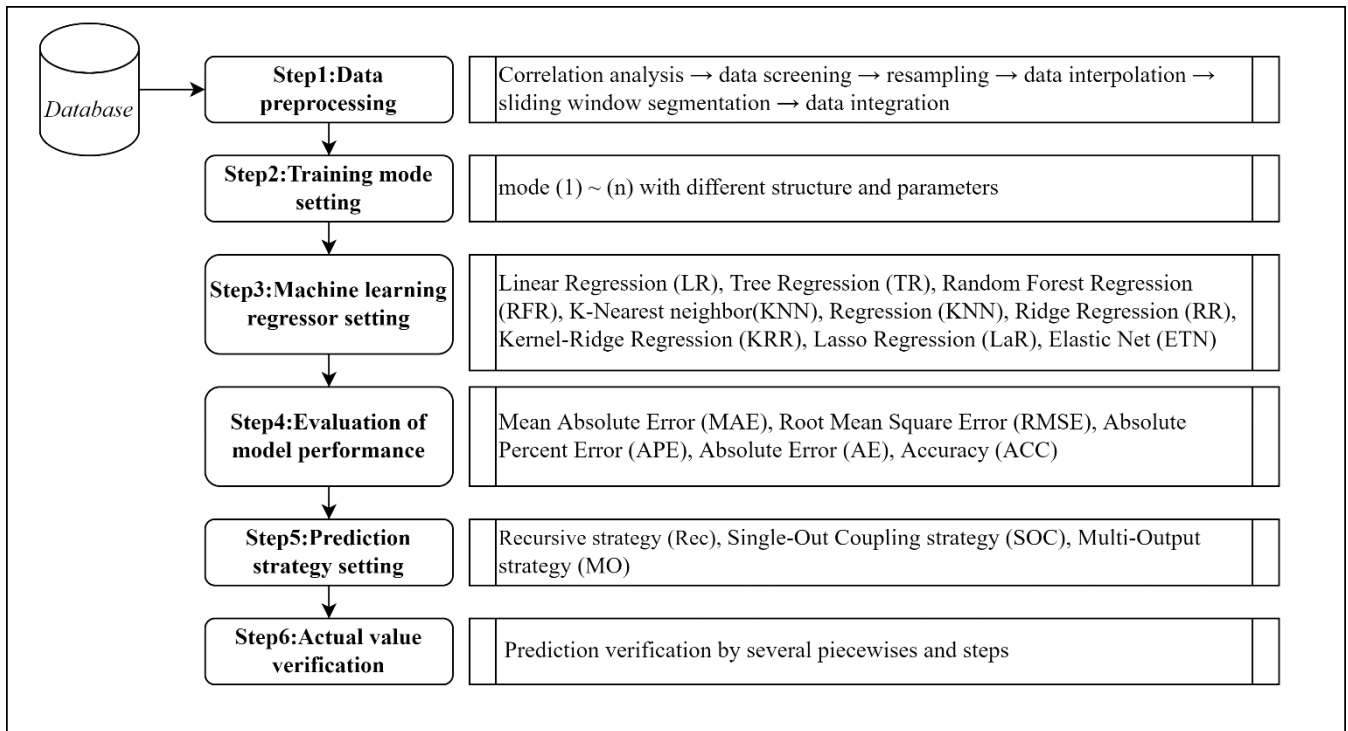 Database
Step1:Data
preprocessing
Correlation analysis → data screening → resampling → data interpolation →
sliding window segmentation → data integration
Step2:Training mode
setting
mode (1) ~ (n) with different structure and parameters
Step3:Machine learning
regressor setting
Linear Regression (LR), Tree Regression (TR), Random Forest Regression
(RFR), K-Nearest neighbor(KNN), Regression (KNN), Ridge Regression (RR),
Kernel-Ridge Regression (KRR), Lasso Regression (LaR), Elastic Net (ETN)
Step4:Evaluation of
model performance
Mean Absolute Error (MAE), Root Mean Square Error (RMSE), Absolute
Percent Error (APE), Absolute Error (AE), Accuracy (ACC)
Step5:Prediction
strategy setting
Recursive strategy (Rec), Single-Out Coupling strategy (SOC), Multi-Output
strategy (MO)
Step6:Actual value
verification
Prediction verification by several piecewises and steps